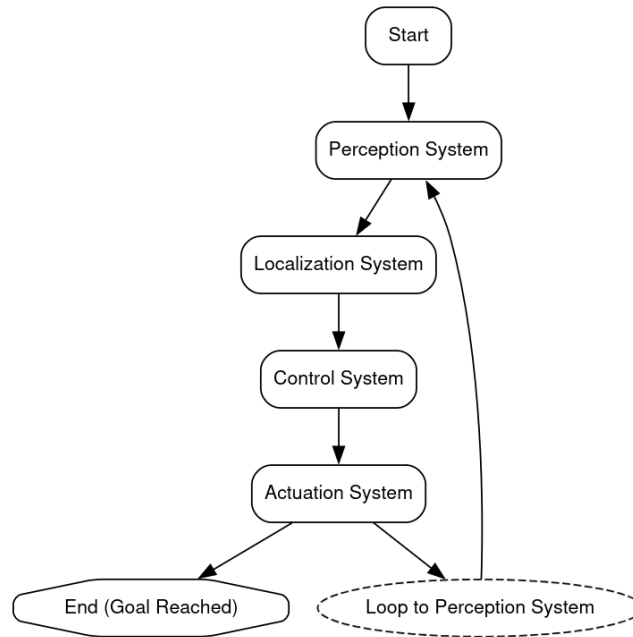 Start
Perception System
Localization System
Control System
Actuation System
End (Goal Reached)
Loop to Perception System